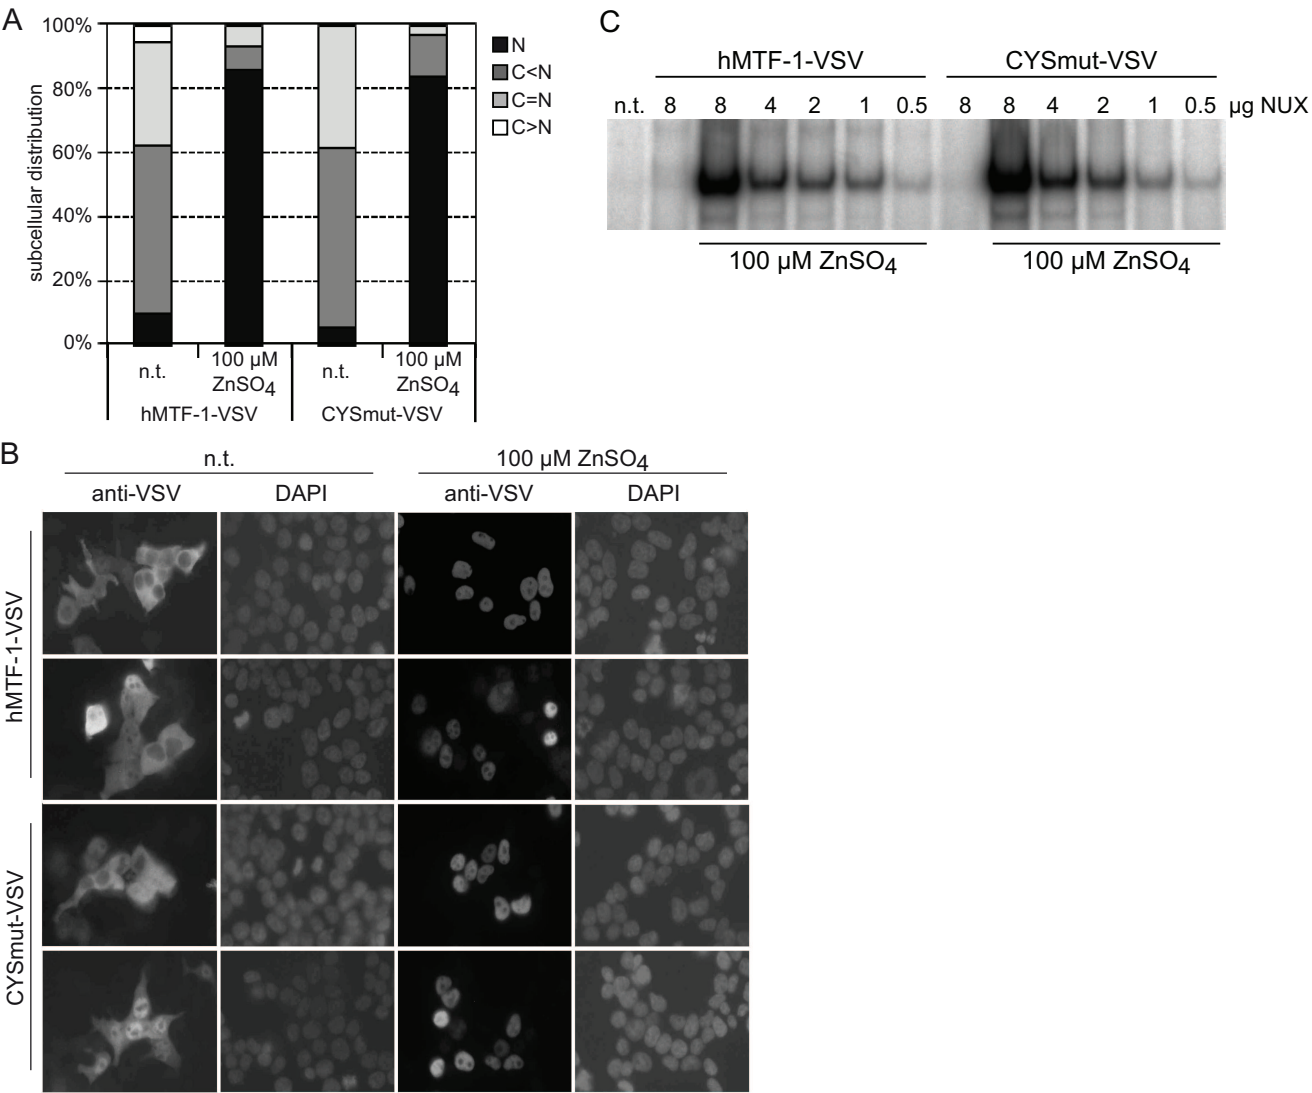 A
subcellular distribution
100%
80%
60%
40%
20%
0%
N
C<N
C=N
C>N
n.t.
100 µM
ZnSO4
n.t.
100 µM
ZnSO4
hMTF-1-VSV
CYSmut-VSV
C
hMTF-1-VSV
CYSmut-VSV
n.t. 8 8 4 2 1 0.5 8 8 4 2 1 0.5 µg NUX
100 µM ZnSO4
100 µM ZnSO4
B
n.t.
100 µM ZnSO4
anti-VSV
DAPI
anti-VSV
DAPI
hMTF-1-VSV
CYSmut-VSV